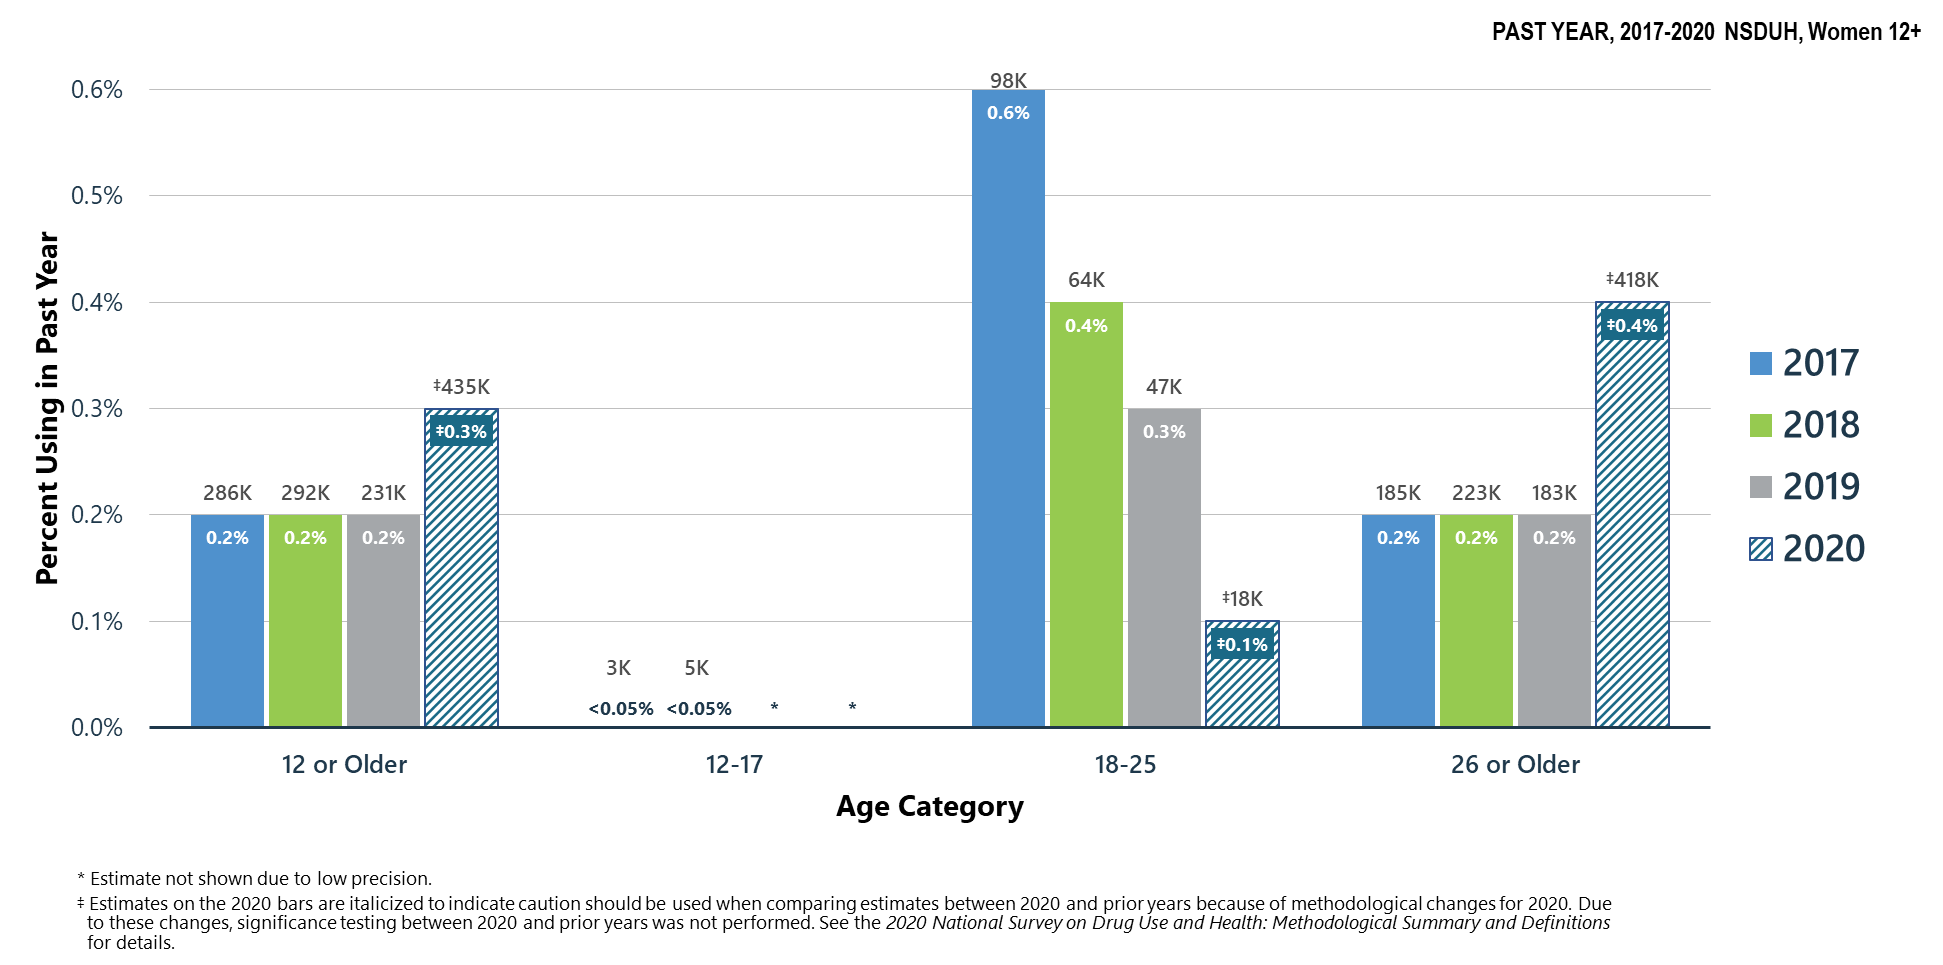 PAST YEAR, 2017-2020 NSDUH, Women 12+
Percent Using in Past Year
0.6%
0.5%
0.4%
0.3%
0.2%
0.1%
0.0%
286K
292K
231K
‡435K
0.2%
0.2%
0.2%
‡0.3%
3K
5K
<0.05%
<0.05%
*
*
98K
64K
47K
‡18K
0.6%
0.4%
0.3%
‡0.1%
185K
223K
183K
‡418K
0.2%
0.2%
0.2%
‡0.4%
12 or Older
12-17
18-25
26 or Older
Age Category
2017
2018
2019
2020
* Estimate not shown due to low precision.
‡ Estimates on the 2020 bars are italicized to indicate caution should be used when comparing estimates between 2020 and prior years because of methodological changes for 2020. Due
to these changes, significance testing between 2020 and prior years was not performed. See the 2020 National Survey on Drug Use and Health: Methodological Summary and Definitions
for details.